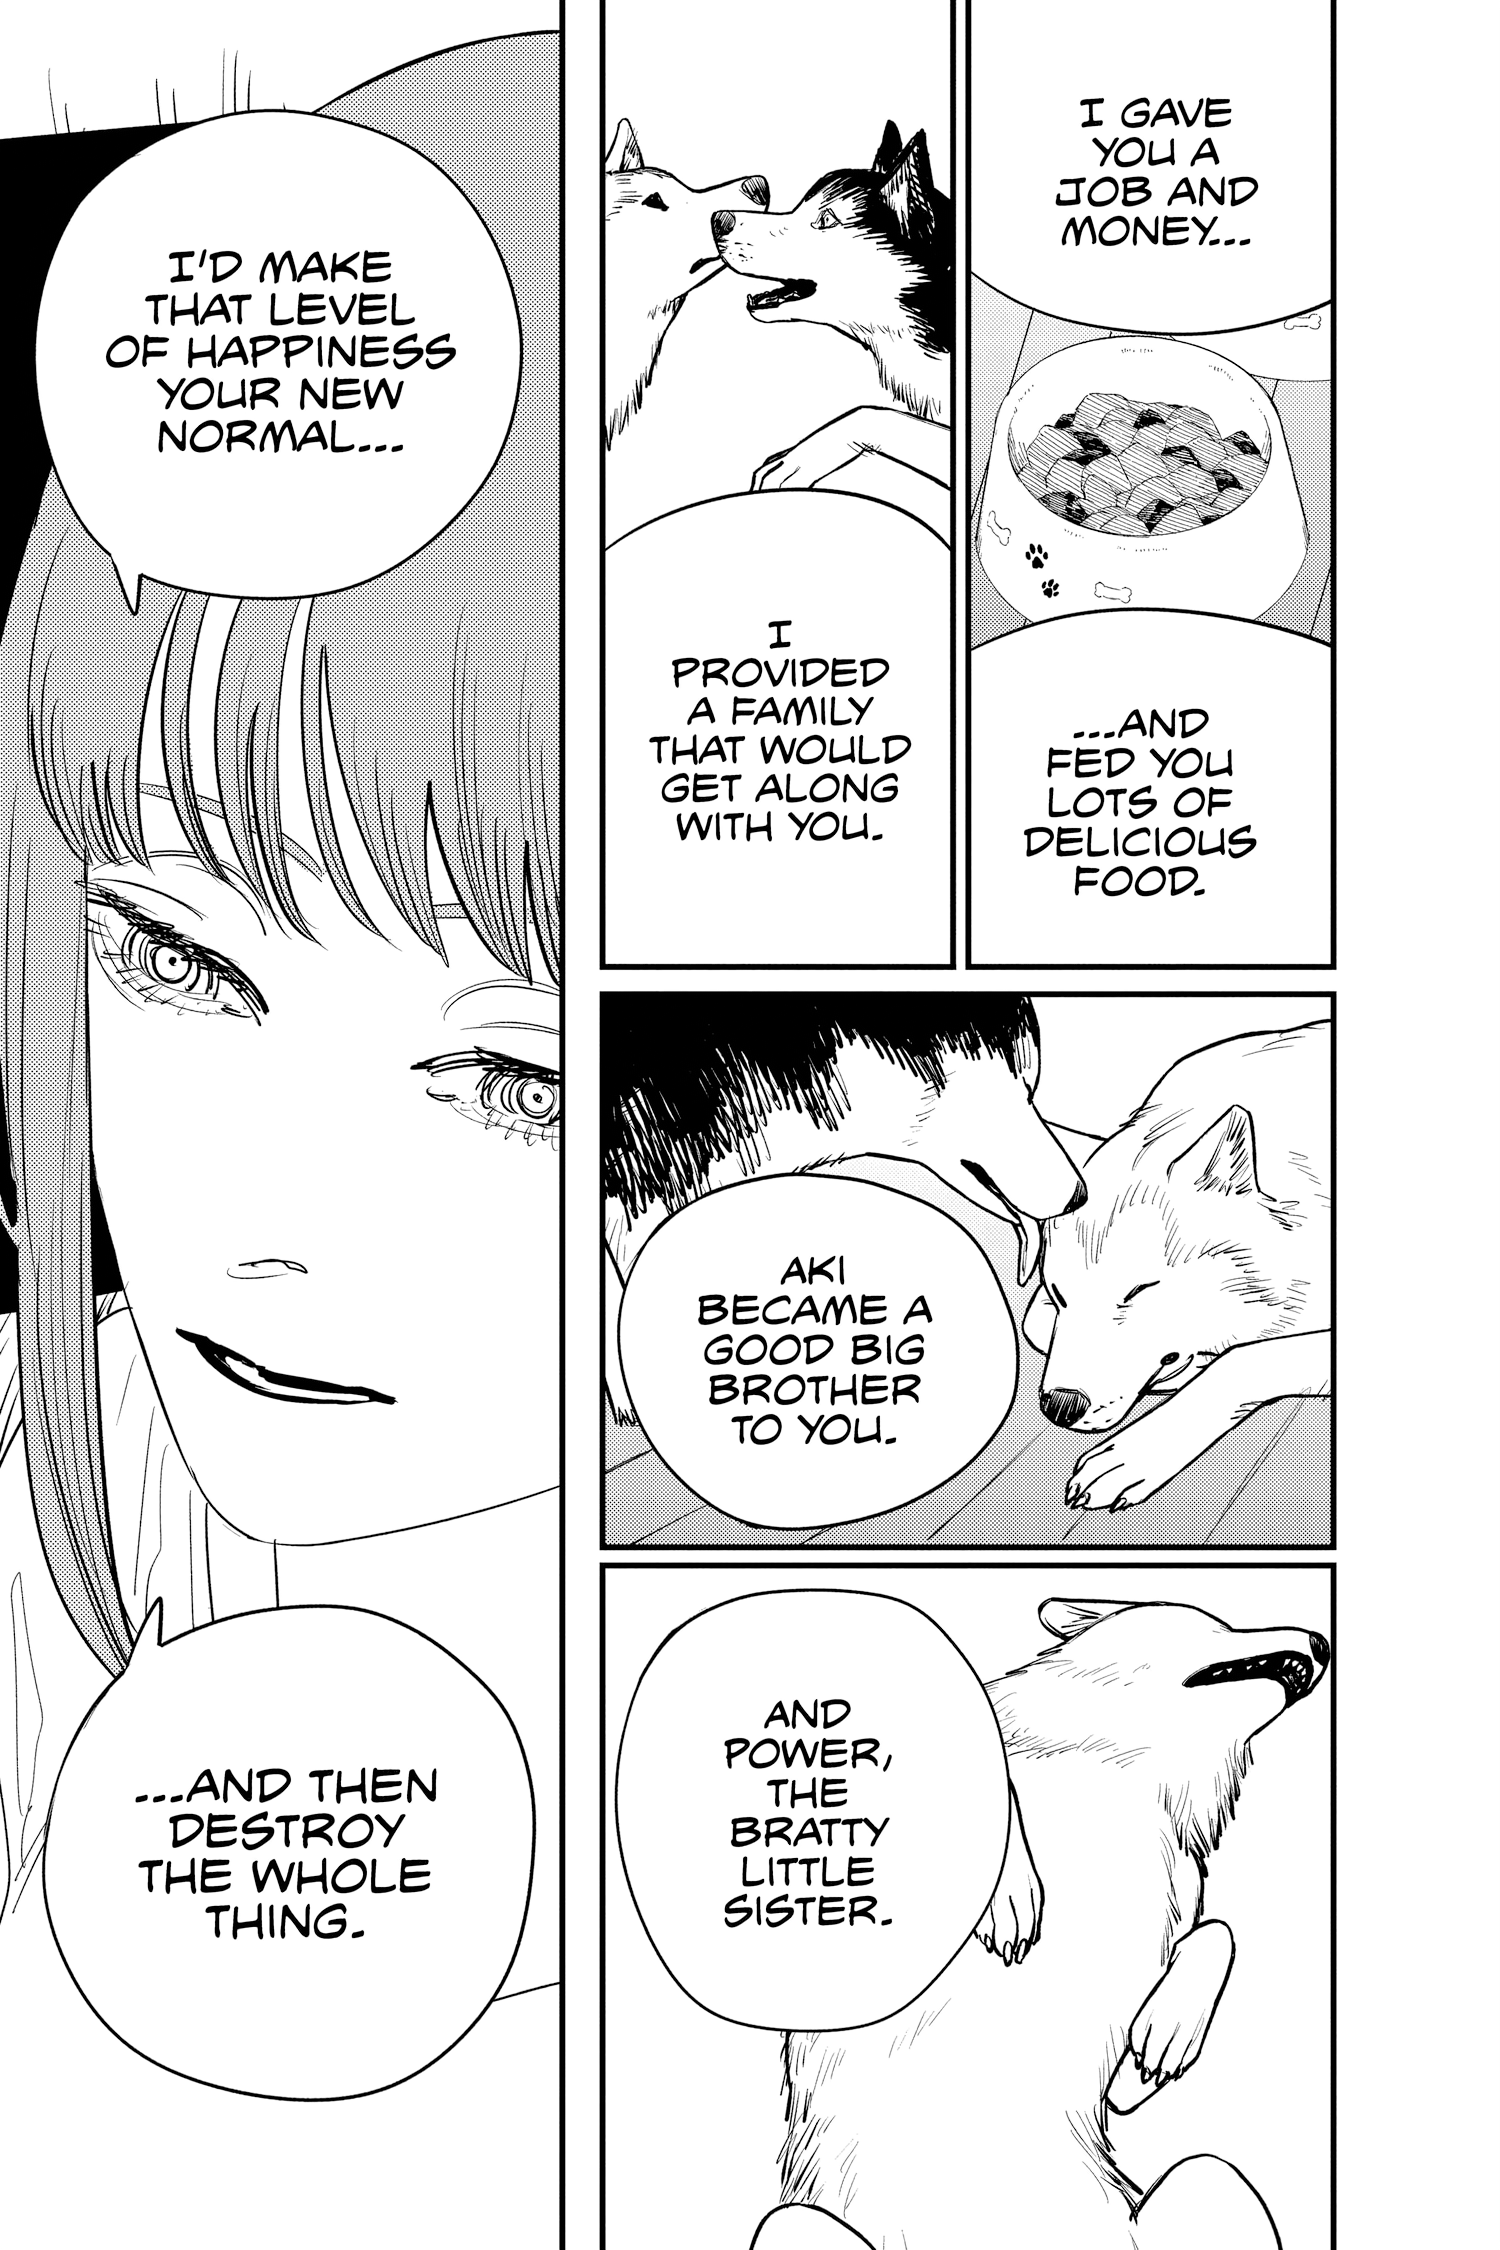 I GAVE
YOU A
JOB AND
MONEY...
...AND
FED YOU
LOTS OF
DELICIOUS
FOOD.
I
PROVIDED
A FAMILY
THAT WOULD
GET ALONG
WITH YOU.
AKI
BECAME A
GOOD BIG
BROTHER
TO YOU.
AND
POWER,
THE
BRATTY
LITTLE
SISTER.
I'D MAKE
THAT LEVEL
OF HAPPINESS
YOUR NEW
NORMAL...
...AND THEN
DESTROY
THE WHOLE
THING.